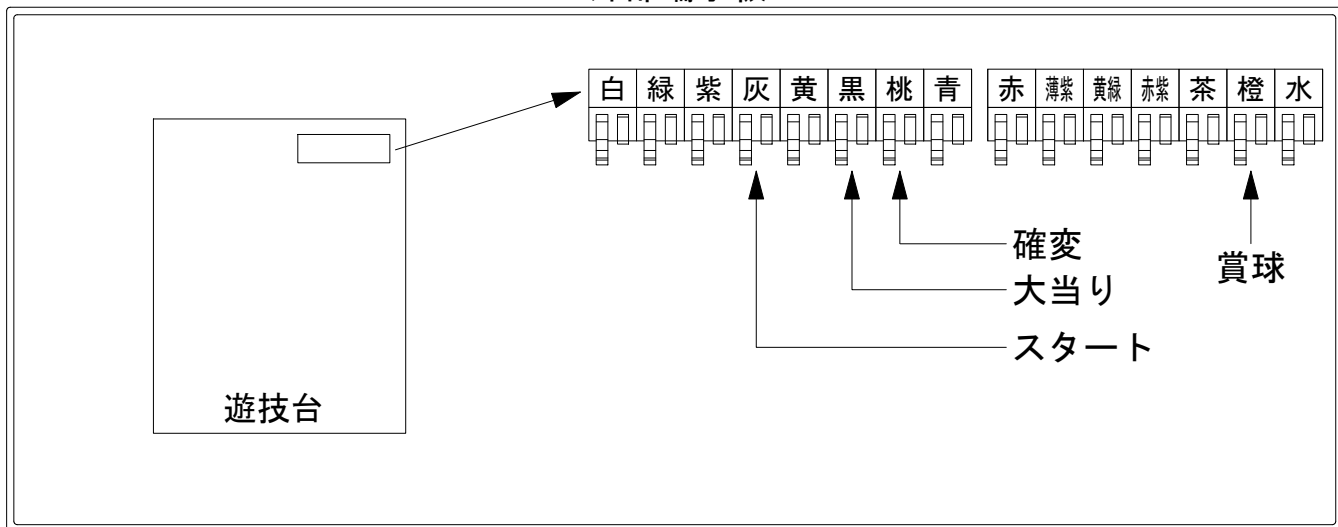 白 緑 紫 灰 黄 黒 桃 青 赤 薄紫 黄緑 赤紫 茶 橙 水
確変
賞球
大当り
スタート
遊技台